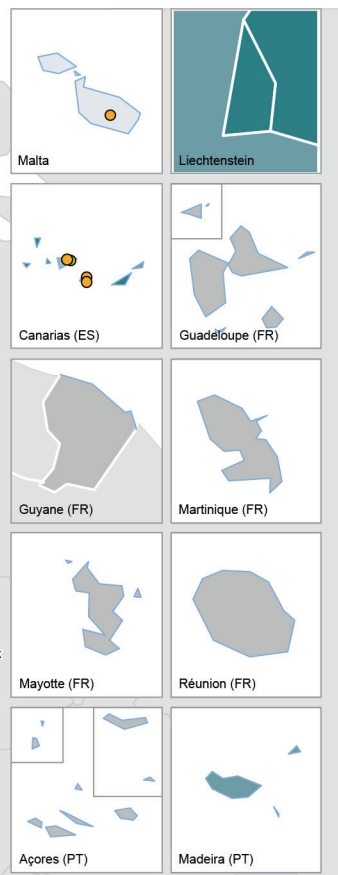 Malta
Liechtenstein
Canarias (ES)
Guadeloupe (FR)
Guyane (FR)
Martinique (FR)
Mayotte (FR)
Réunion (FR)
Açores (PT)
Madeira (PT)